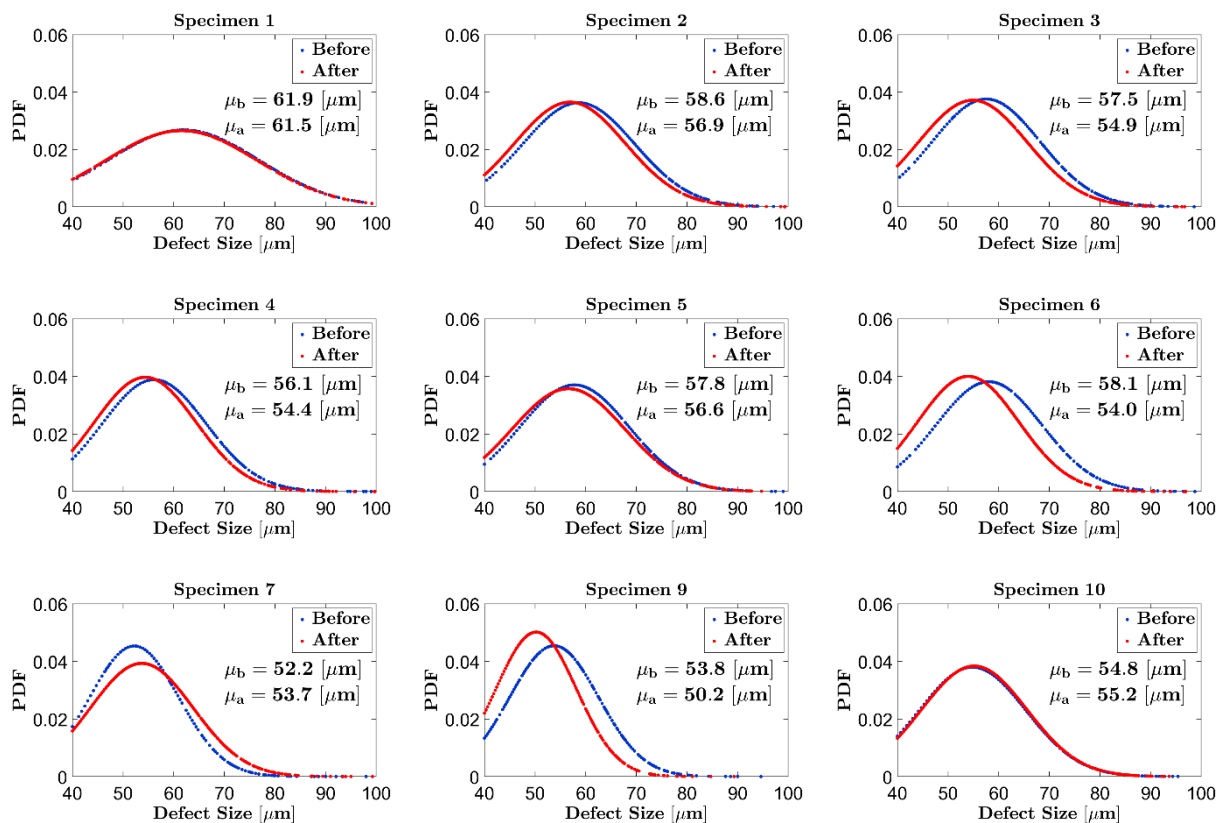 Specimen 1
0.06
0.04
0.02
0
PDF
Before
After
μb = 61.9 [μm]
μa = 61.5 [μm]
40 50 60 70 80 90 100
Defect Size [μm]
Specimen 2
0.06
0.04
0.02
0
PDF
Before
After
μb = 58.6 [μm]
μa = 56.9 [μm]
40 50 60 70 80 90 100
Defect Size [μm]
Specimen 3
0.06
0.04
0.02
0
PDF
Before
After
μb = 57.5 [μm]
μa = 54.9 [μm]
40 50 60 70 80 90 100
Defect Size [μm]
Specimen 4
0.06
0.04
0.02
0
PDF
Before
After
μb = 56.1 [μm]
μa = 54.4 [μm]
40 50 60 70 80 90 100
Defect Size [μm]
Specimen 5
0.06
0.04
0.02
0
PDF
Before
After
μb = 57.8 [μm]
μa = 56.6 [μm]
40 50 60 70 80 90 100
Defect Size [μm]
Specimen 6
0.06
0.04
0.02
0
PDF
Before
After
μb = 58.1 [μm]
μa = 54.0 [μm]
40 50 60 70 80 90 100
Defect Size [μm]
Specimen 7
0.06
0.04
0.02
0
PDF
Before
After
μb = 52.2 [μm]
μa = 53.7 [μm]
40 50 60 70 80 90 100
Defect Size [μm]
Specimen 9
0.06
0.04
0.02
0
PDF
Before
After
μb = 53.8 [μm]
μa = 50.2 [μm]
40 50 60 70 80 90 100
Defect Size [μm]
Specimen 10
0.06
0.04
0.02
0
PDF
Before
After
μb = 54.8 [μm]
μa = 55.2 [μm]
40 50 60 70 80 90 100
Defect Size [μm]